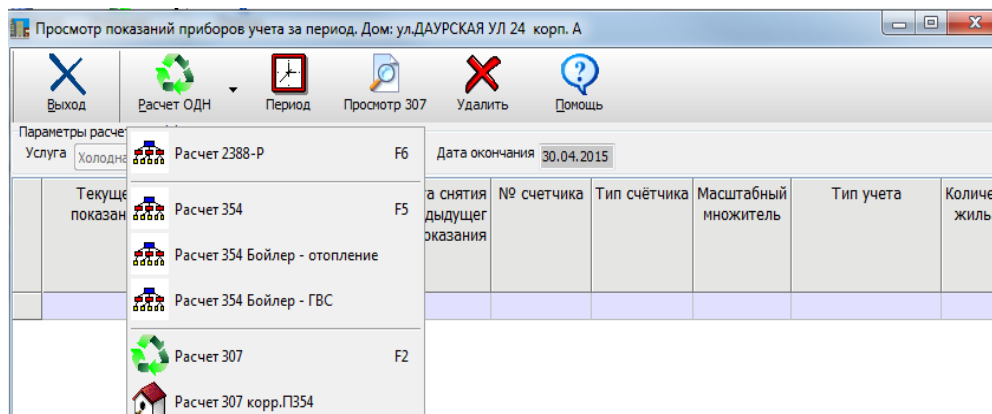 Просмотр показаний приборов учета за период. Дом: ул.ДАУРСКАЯ УЛ 24 корп. А
Выход Расчет ОДН Период Просмотр 307 Удалить Помощь
Параметры расчет
Услуга Холодна Дата окончания 30.04.2015
Расчет 2388-Р F6
Расчет 354 F5
Расчет 354 Бойлер - отопление
Расчет 354 Бойлер - ГВС
Расчет 307 F2
Расчет 307 корр.П354
Текуще
показан
а снятия
дыдущег
оказания
№ счетчика
Тип счётчика
Масштабный
множитель
Тип учета
Количе
жиль